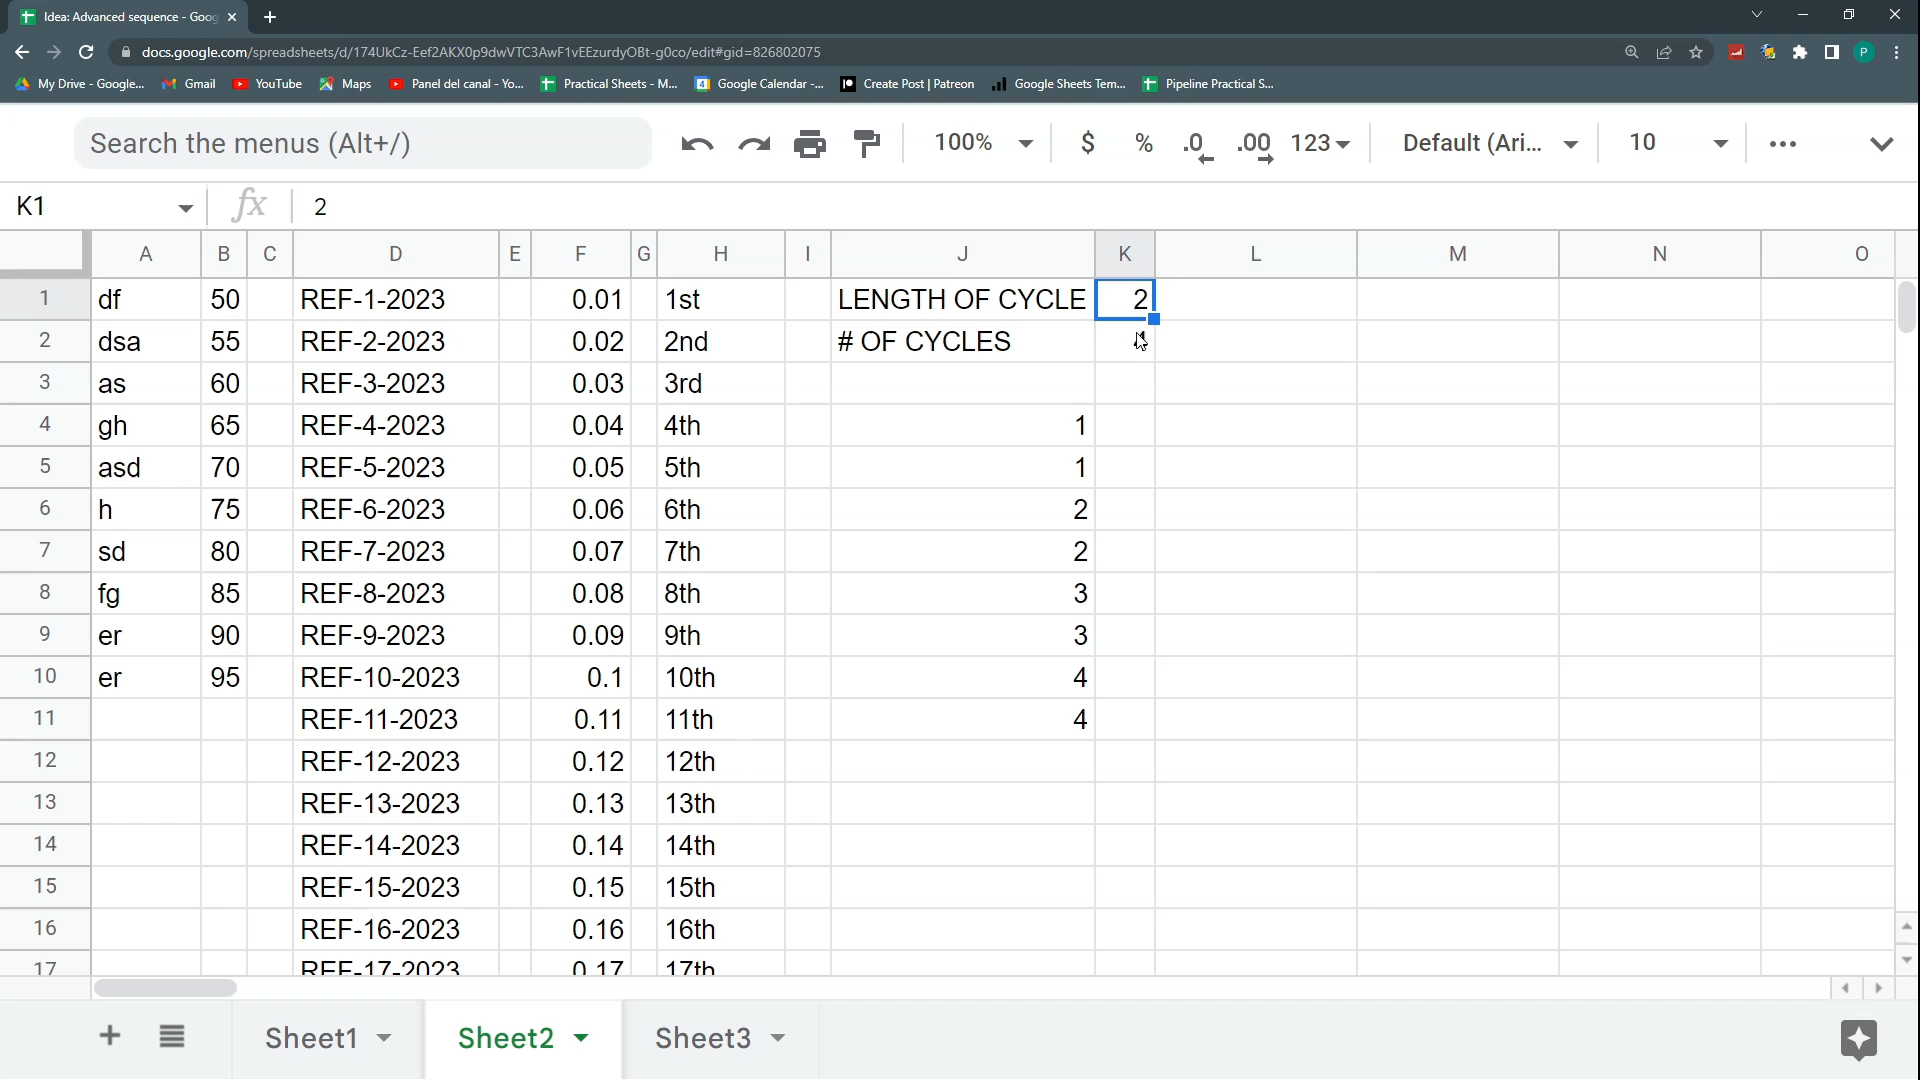 Idea: Advanced sequence - Goog
docs.google.com/spreadsheets/d/174UkCz-Eef2AKX0p9dwVTC3AwF1vEEzurdyOBt-g0co/edit#gid=826802075
P
My Drive - Google... Gmail YouTube Maps Panel del canal - Yo... Practical Sheets - M... Google Calendar -... Create Post | Patreon Google Sheets Tem... Pipeline Practical S...
Search the menus (Alt+/) 100% $ % .0 .00 123 Default (Ari... 10
K1 fx 2
A B C D E F G H I J K L M N O
1 df 50 REF-1-2023 0.01 1st LENGTH OF CYCLE 2
2 dsa 55 REF-2-2023 0.02 2nd # OF CYCLES
3 as 60 REF-3-2023 0.03 3rd
4 gh 65 REF-4-2023 0.04 4th 1
5 asd 70 REF-5-2023 0.05 5th 1
6 h 75 REF-6-2023 0.06 6th 2
7 sd 80 REF-7-2023 0.07 7th 2
8 fg 85 REF-8-2023 0.08 8th 3
9 er 90 REF-9-2023 0.09 9th 3
10 er 95 REF-10-2023 0.1 10th 4
11 REF-11-2023 0.11 11th 4
12 REF-12-2023 0.12 12th
13 REF-13-2023 0.13 13th
14 REF-14-2023 0.14 14th
15 REF-15-2023 0.15 15th
16 REF-16-2023 0.16 16th
17 REF-17-2023 0.17 17th
Sheet1 Sheet2 Sheet3